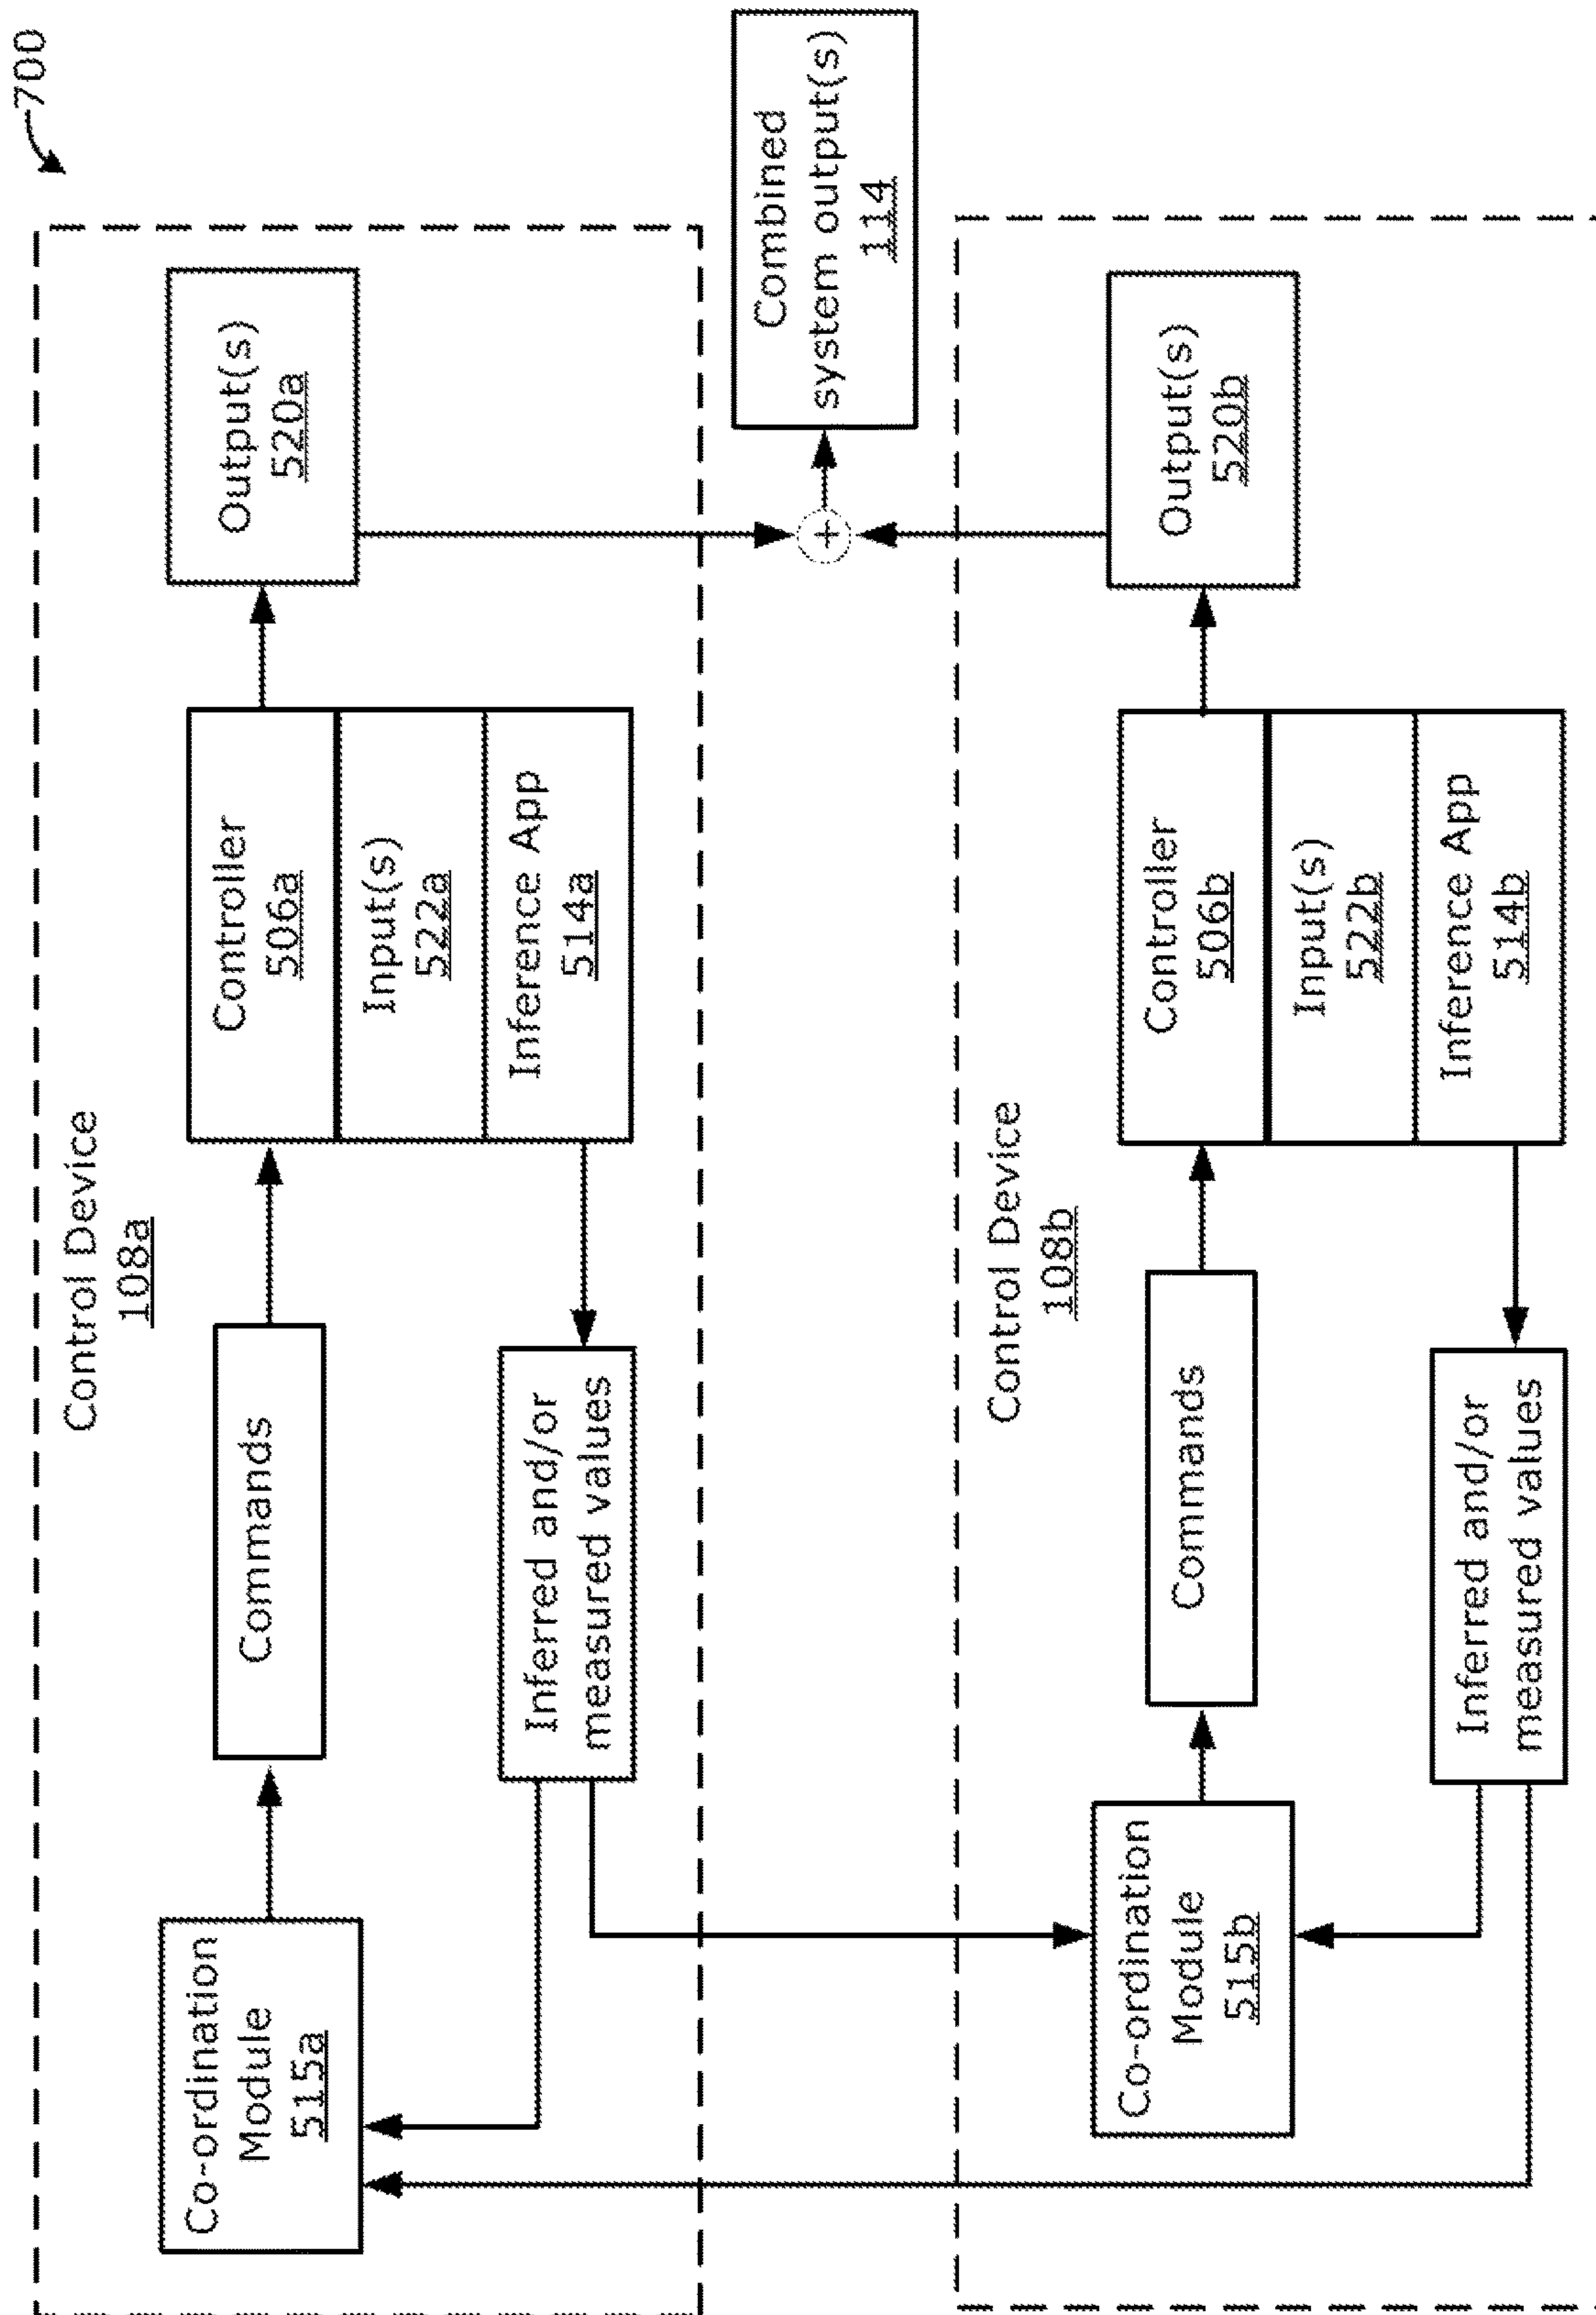 700
Control Device
108a
Co-ordination
Module
515a
Commands
Controller
506a
Input(s)
522a
Inference App
514a
Output(s)
520a
Inferred and/or
measured values
Combined
system output(s)
114
+
Control Device
108b
Co-ordination
Module
515b
Commands
Controller
506b
Input(s)
522b
Inference App
514b
Output(s)
520b
Inferred and/or
measured values